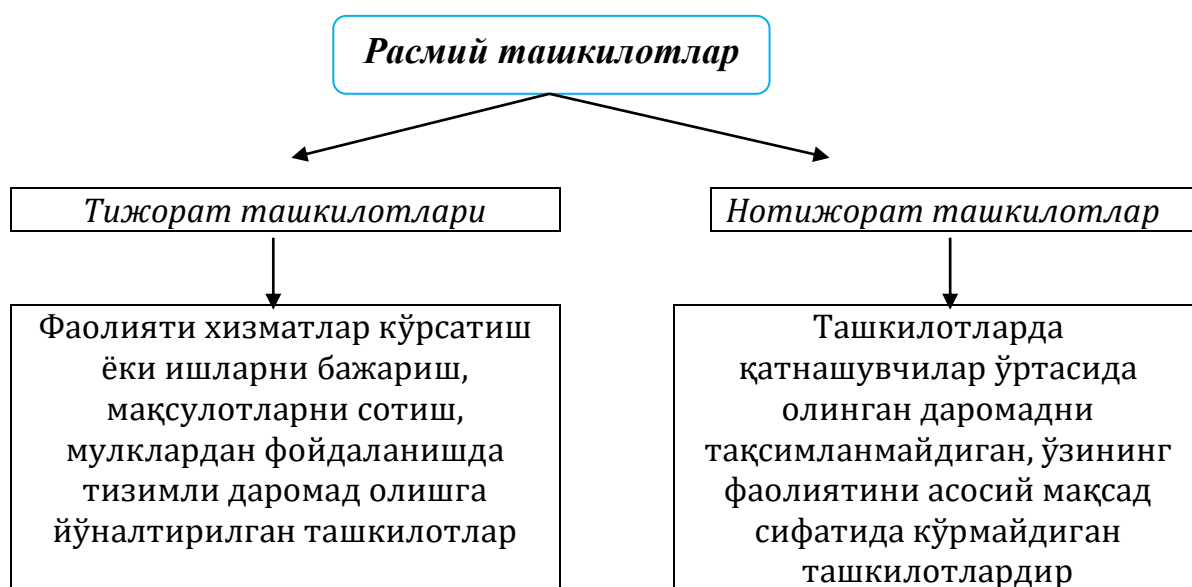 Расмий ташкилотлар
Тижорат ташкилотлари
Нотижорат ташкилотлар
Фаолияти хизматлар кўрсатиш
ёки ишларни бажариш,
мақсулотларни сотиш,
мулклардан фойдаланишда
тизимли даромад олишга
йўналтирилган ташкилотлар
Ташкилотларда
қатнашувчилар ўртасида
олинган даромадни
тақсимланмайдиган, ўзининг
фаолиятини асосий мақсад
сифатида кўрмайдиган
ташкилотлардир